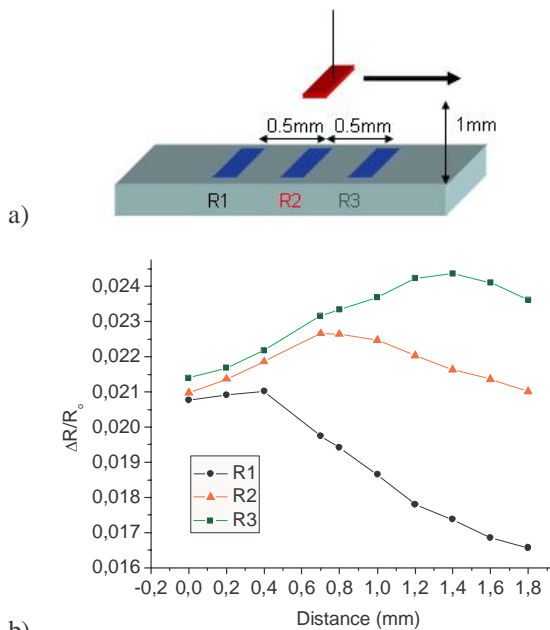 0.5mm 0.5mm
1mm
R1 R2 R3
a)
0,024
0,023
0,022
0,021
0,020
0,019
0,018
0,017
0,016
ΔR/R₀
R1
R2
R3
-0,2 0,0 0,2 0,4 0,6 0,8 1,0 1,2 1,4 1,6 1,8
Distance (mm)
b)